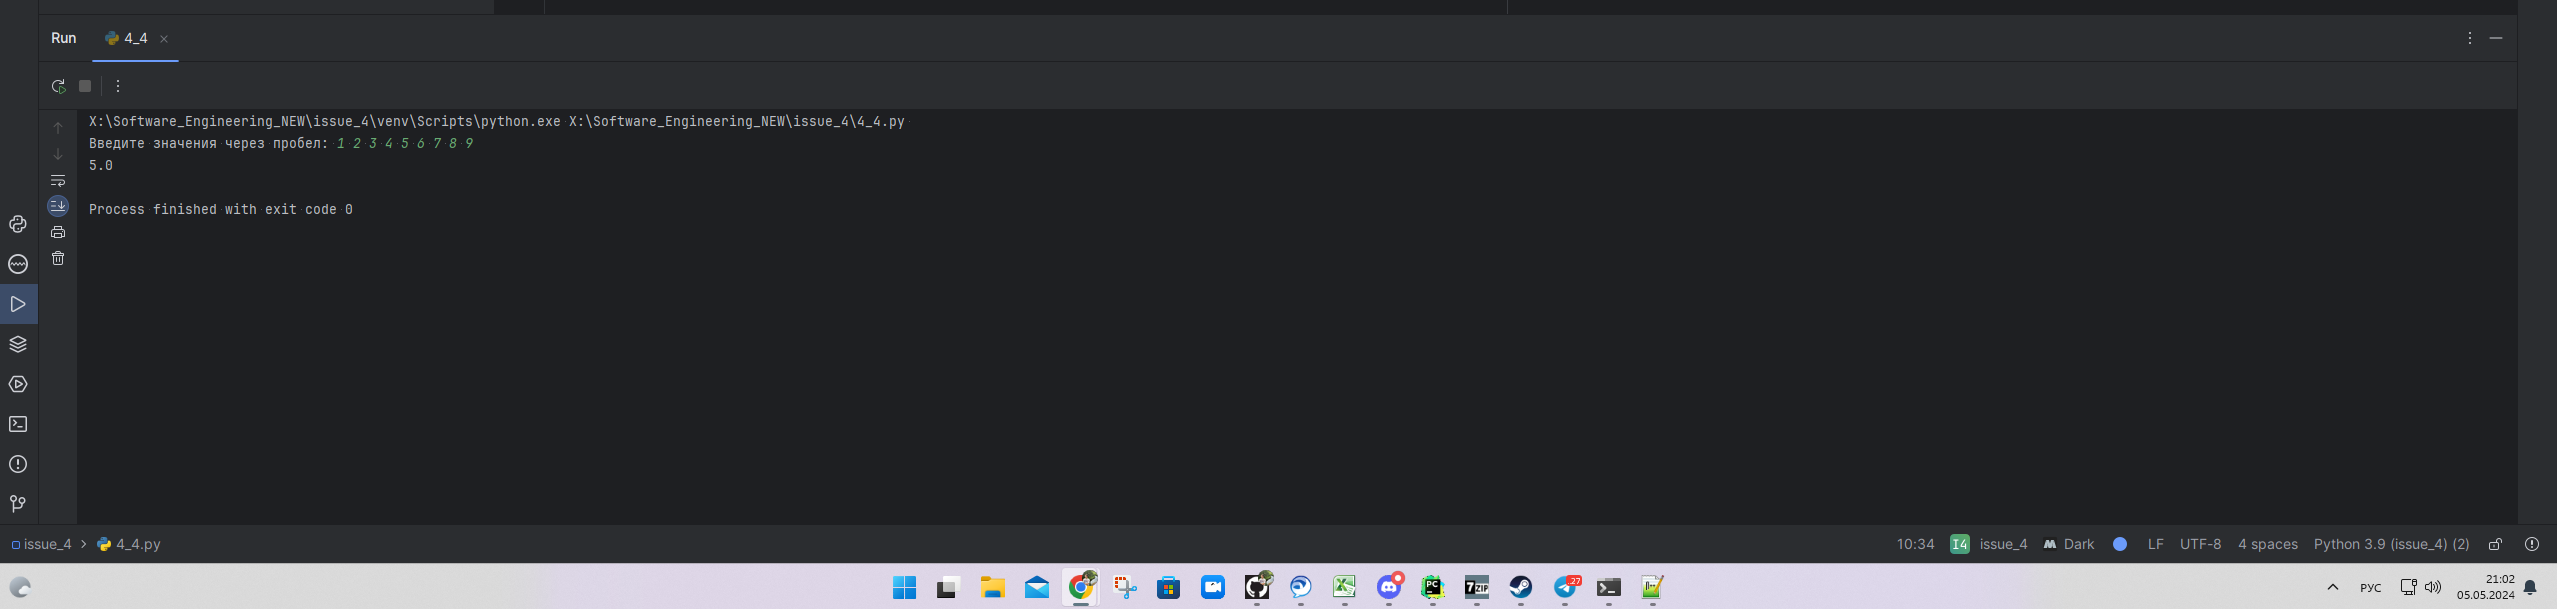 Run
4_4
X:\Software_Engineering_NEW\issue_4\venv\Scripts\python.exe X:\Software_Engineering_NEW\issue_4\4_4.py
Введите значения через пробел: 1 2 3 4 5 6 7 8 9
5.0
Process finished with exit code 0
issue_4 > 4_4.py
10:34 I4 issue_4 Dark LF UTF-8 4 spaces Python 3.9 (issue_4) (2)
PC
7ZIP
27
РУС
21:02
05.05.2024